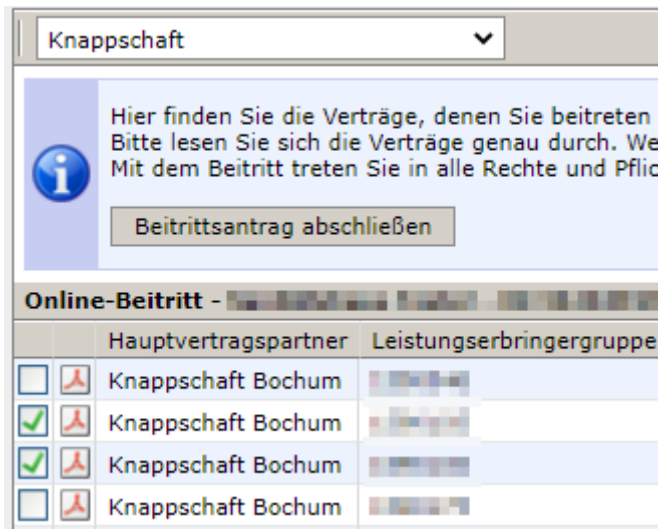 Knappschaft
Hier finden Sie die Verträge, denen Sie beitreten
Bitte lesen Sie sich die Verträge genau durch. We
Mit dem Beitritt treten Sie in alle Rechte und Pflic
Beitrittsantrag abschließen
Online-Beitritt -
Hauptvertragspartner Leistungserbringergruppe
Knappschaft Bochum
Knappschaft Bochum
Knappschaft Bochum
Knappschaft Bochum